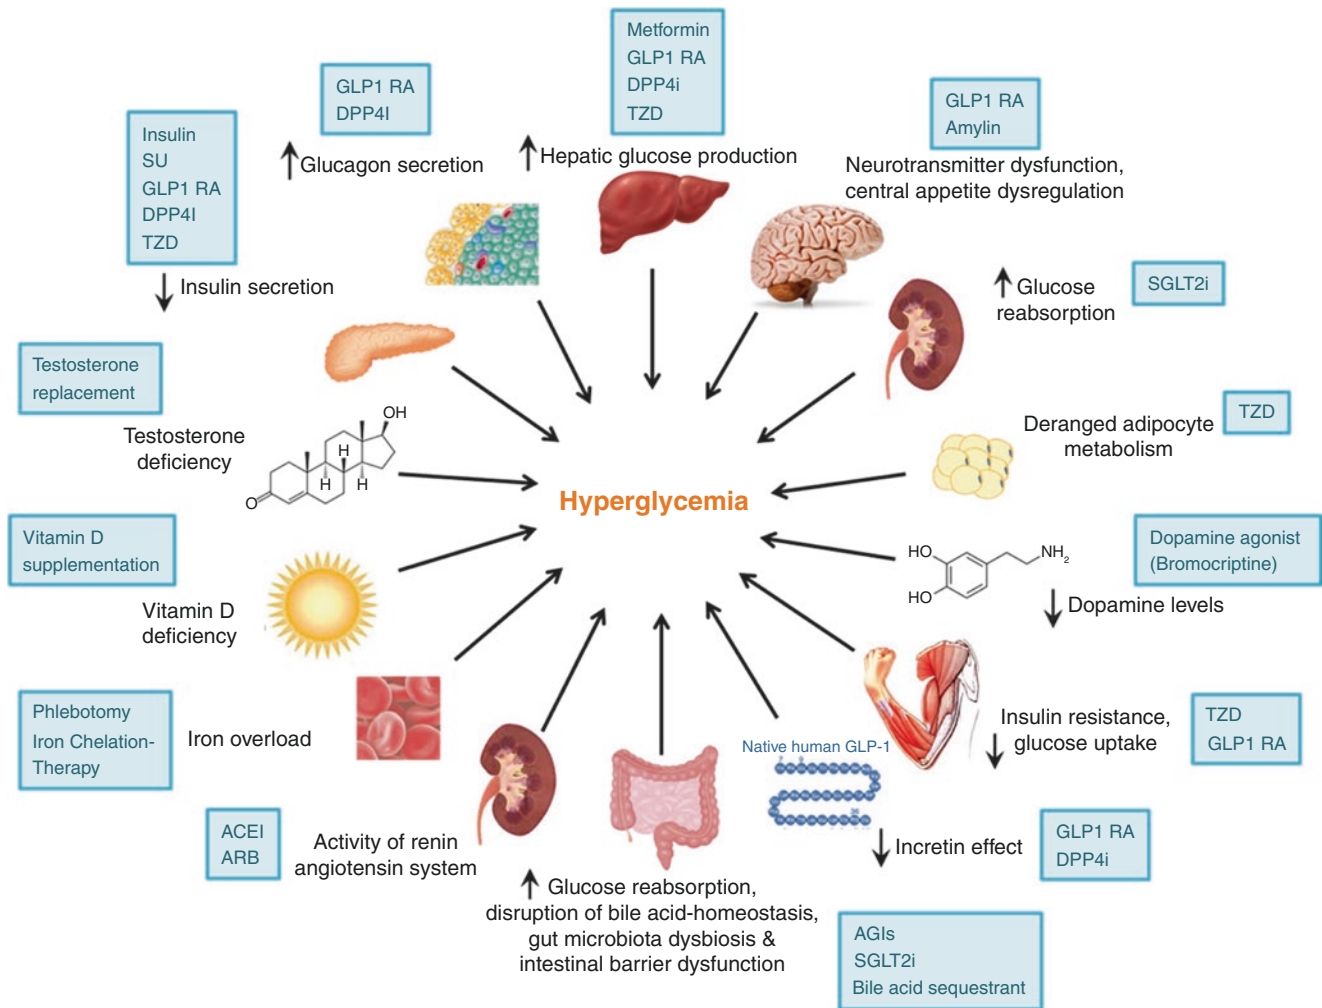 Metformin
GLP1 RA
DPP4i
TZD
Hepatic glucose production
GLP1 RA
DPP4I
Glucagon secretion
GLP1 RA
Amylin
Neurotransmitter dysfunction,
central appetite dysregulation
Insulin
SU
GLP1 RA
DPP4I
TZD
Insulin secretion
Glucose
reabsorption
SGLT2i
Testosterone
replacement
Testosterone
deficiency
OH
H
H
H
O
Deranged adipocyte
metabolism
TZD
Hyperglycemia
Vitamin D
supplementation
Vitamin D
deficiency
HO
HO
NH2
Dopamine agonist
(Bromocriptine)
Dopamine levels
Phlebotomy
Iron Chelation-
Therapy
Iron overload
Insulin resistance,
glucose uptake
TZD
GLP1 RA
Native human GLP-1
Incretin effect
GLP1 RA
DPP4i
ACEI
ARB
Activity of renin
angiotensin system
Glucose reabsorption,
disruption of bile acid-homeostasis,
gut microbiota dysbiosis &
intestinal barrier dysfunction
AGIs
SGLT2i
Bile acid sequestrant